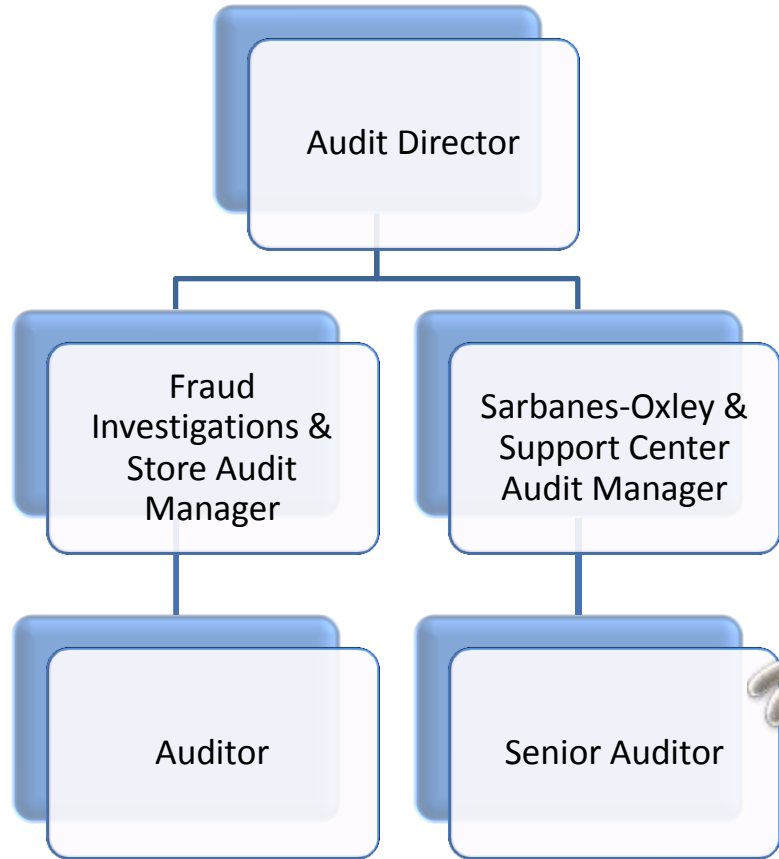 Audit Director
Fraud
Investigations &
Store Audit
Manager
Sarbanes-Oxley &
Support Center
Audit Manager
Auditor
Senior Auditor